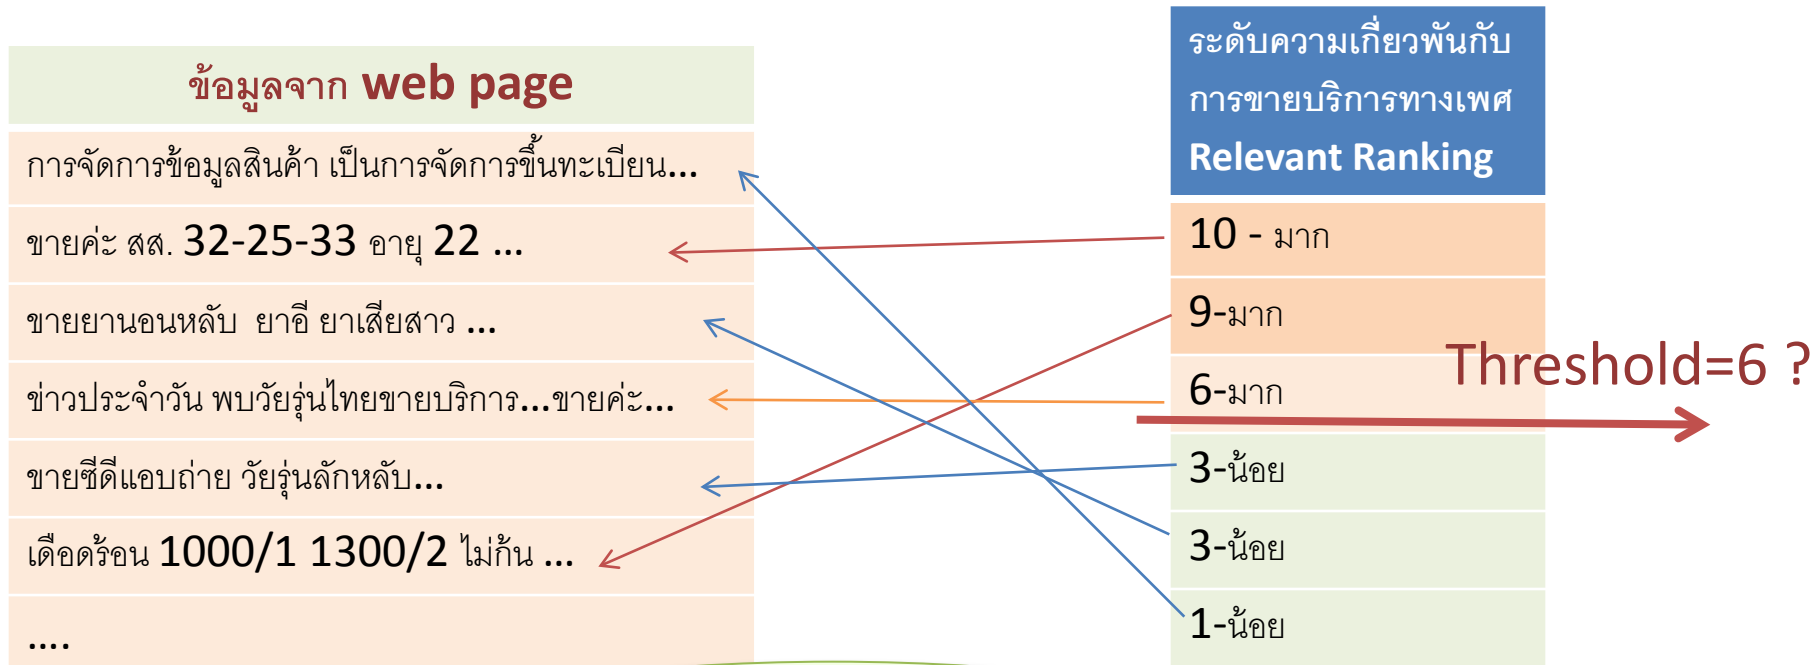 ข้อมูลจาก web page
การจัดการข้อมูลสินค้า เป็นการจัดการขึ้นทะเบียน...
ขายค่ะ สส. 32-25-33 อายุ 22 ...
ขายยานอนหลับ ยาอี ยาเสียสาว ...
ข่าวประจำวัน พบวัยรุ่นไทยขายบริการ...ขายค่ะ...
ขายซีดีแอบถ่าย วัยรุ่นลักหลับ...
เดือดร้อน 1000/1 1300/2 ไม่ก้น ...
....
ระดับความเกี่ยวพันกับ
การขายบริการทางเพศ
Relevant Ranking
10 - มาก
9-มาก
6-มาก
3-น้อย
3-น้อย
1-น้อย
Threshold=6 ?